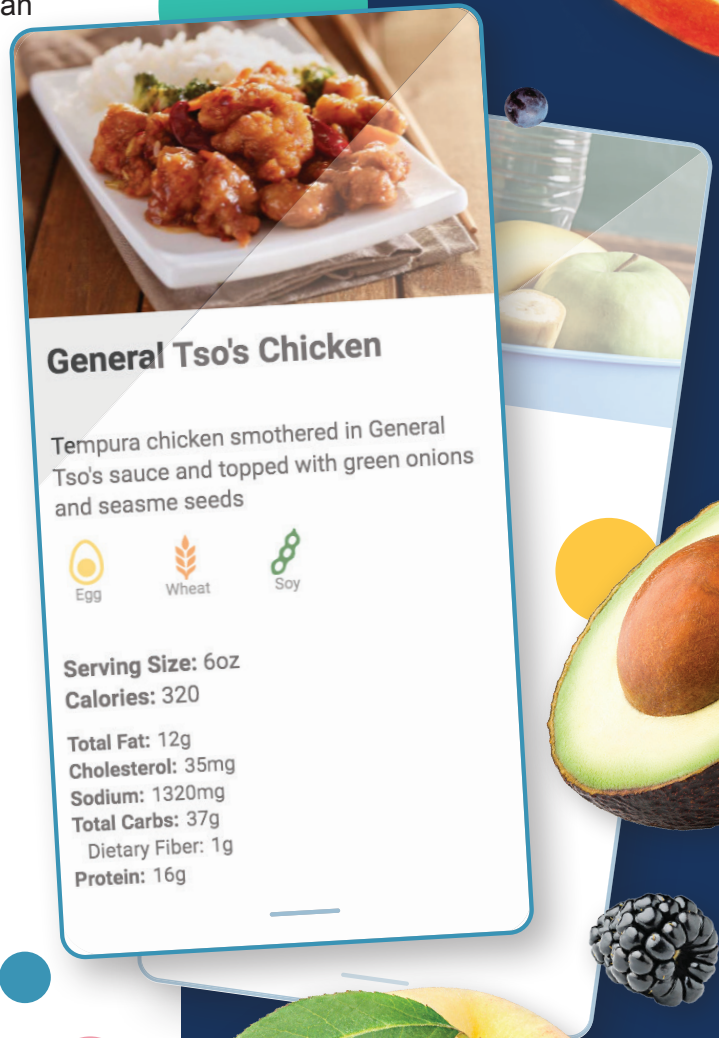 an
General Tso's Chicken
Tempura chicken smothered in General
Tso's sauce and topped with green onions
and seasme seeds
Egg Wheat Soy
Serving Size: 6oz
Calories: 320
Total Fat: 12g
Cholesterol: 35mg
Sodium: 1320mg
Total Carbs: 37g
Dietary Fiber: 1g
Protein: 16g